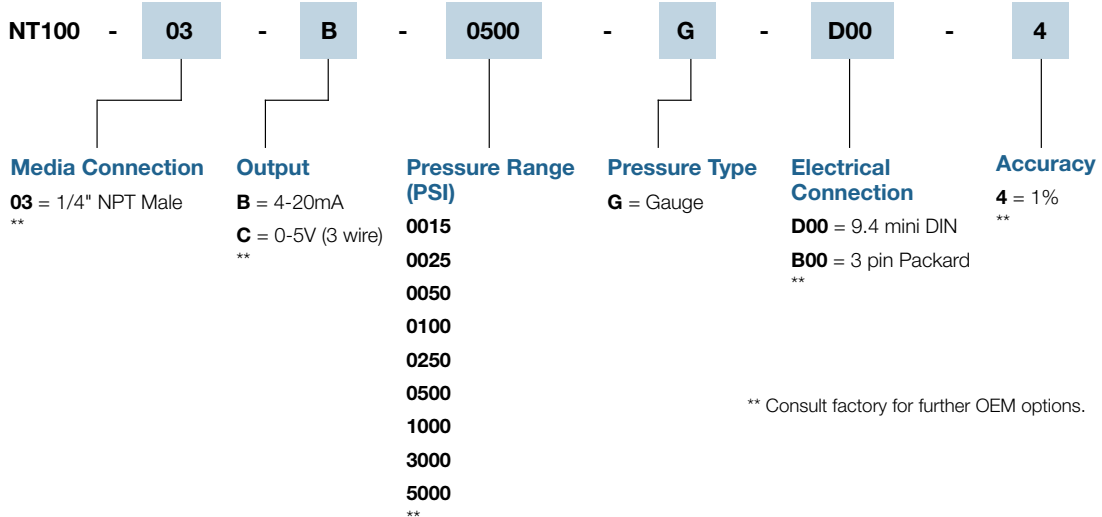 NT100 - 03 - B - 0500 - G - D00 - 4
Media Connection
03 = 1/4" NPT Male
**
Output
B = 4-20mA
C = 0-5V (3 wire)
**
Pressure Range
(PSI)
0015
0025
0050
0100
0250
0500
1000
3000
5000
**
Pressure Type
G = Gauge
Electrical
Connection
D00 = 9.4 mini DIN
B00 = 3 pin Packard
**
Accuracy
4 = 1%
**
** Consult factory for further OEM options.